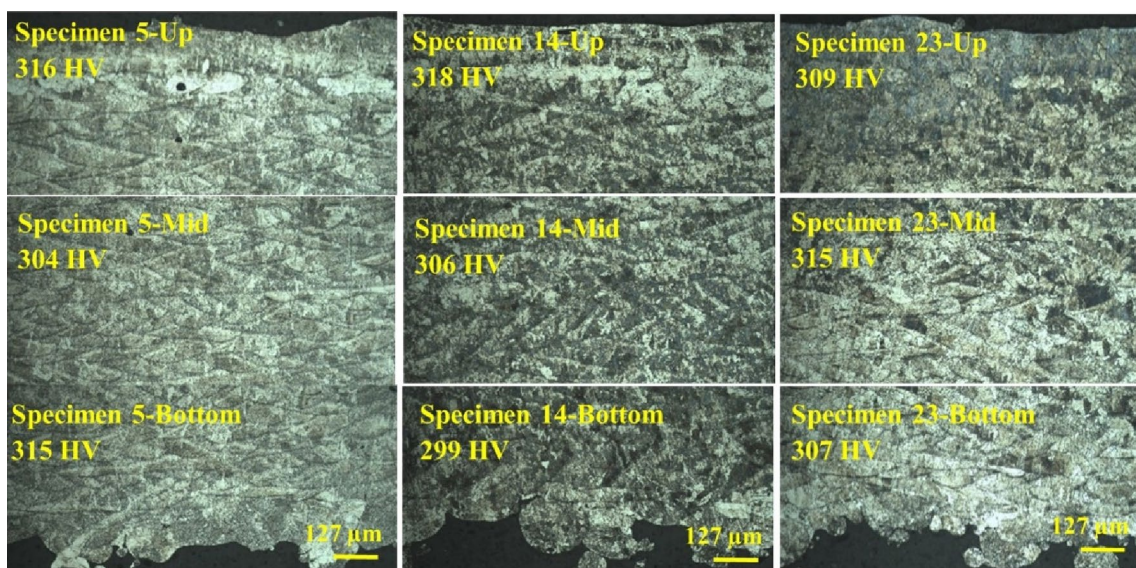 Specimen 5-Up
316 HV
Specimen 14-Up
318 HV
Specimen 23-Up
309 HV
Specimen 5-Mid
304 HV
Specimen 14-Mid
306 HV
Specimen 23-Mid
315 HV
Specimen 5-Bottom
315 HV
127 µm
Specimen 14-Bottom
299 HV
127 µm
Specimen 23-Bottom
307 HV
127 µm